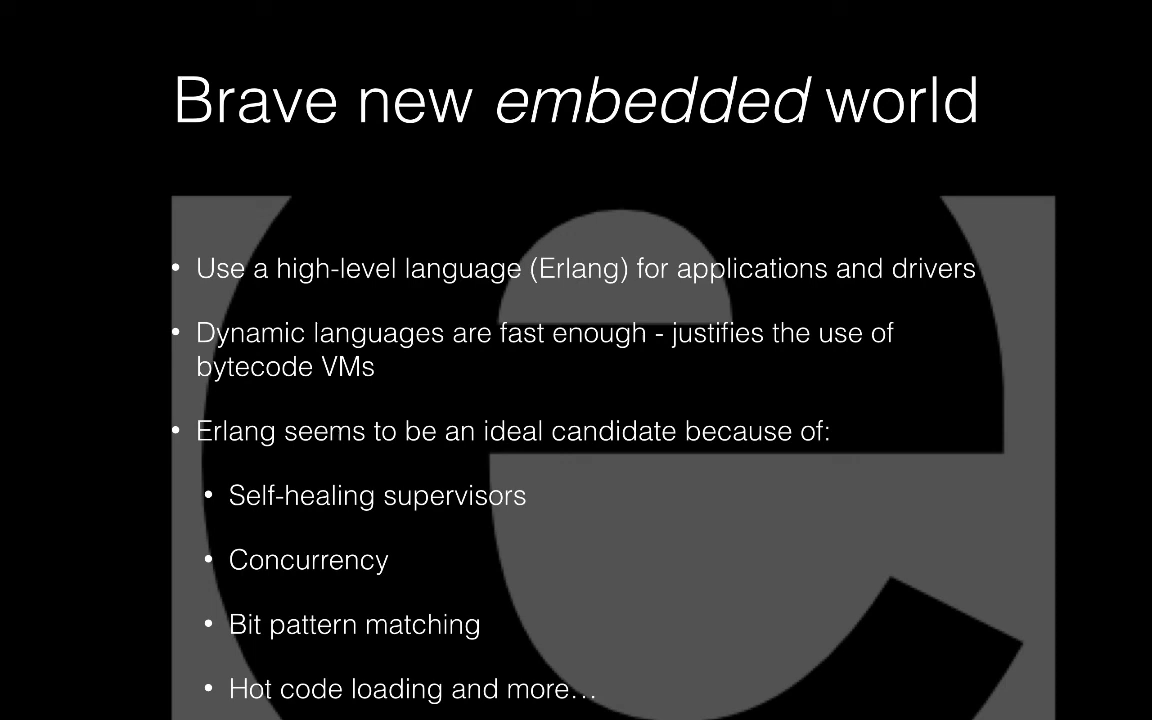 Brave new embedded world
• Use a high-level language (Erlang) for applications and drivers
• Dynamic languages are fast enough - justifies the use of
bytecode VMs
• Erlang seems to be an ideal candidate because of:
• Self-healing supervisors
• Concurrency
• Bit pattern matching
• Hot code loading and more…